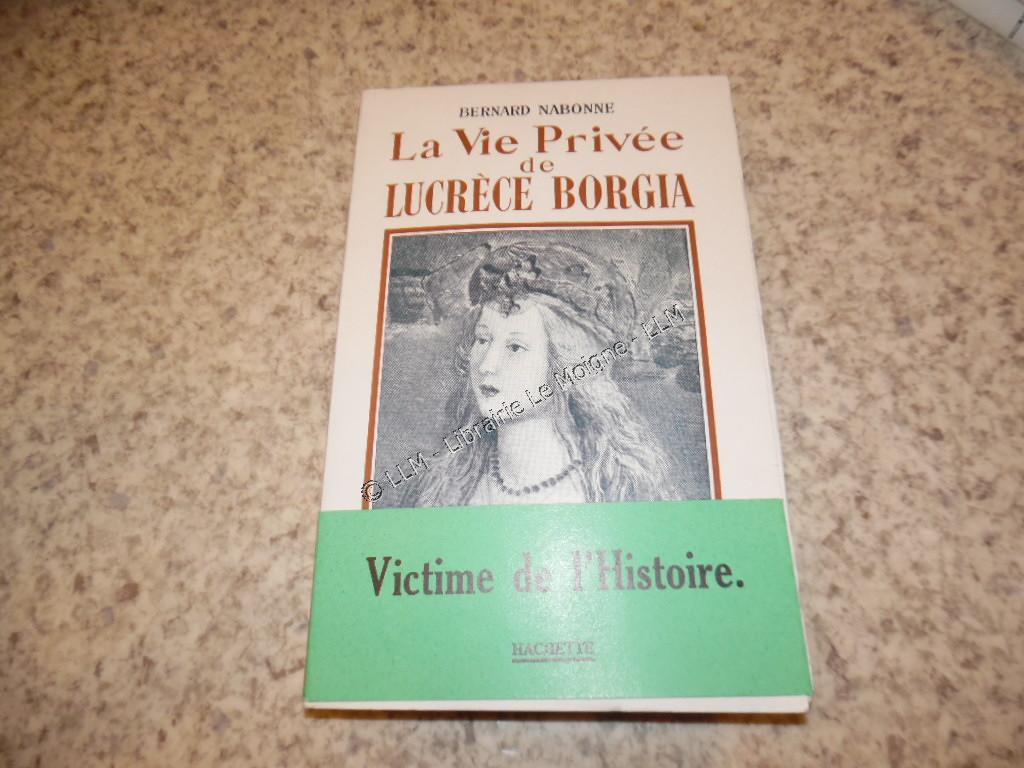 BERNARD NABONNE
La Vie Privée
de
LUCRÈCE BORGIA
© LLM - Librairie Le Moigne - LLM
Victime de l'Histoire.
HACHETTE